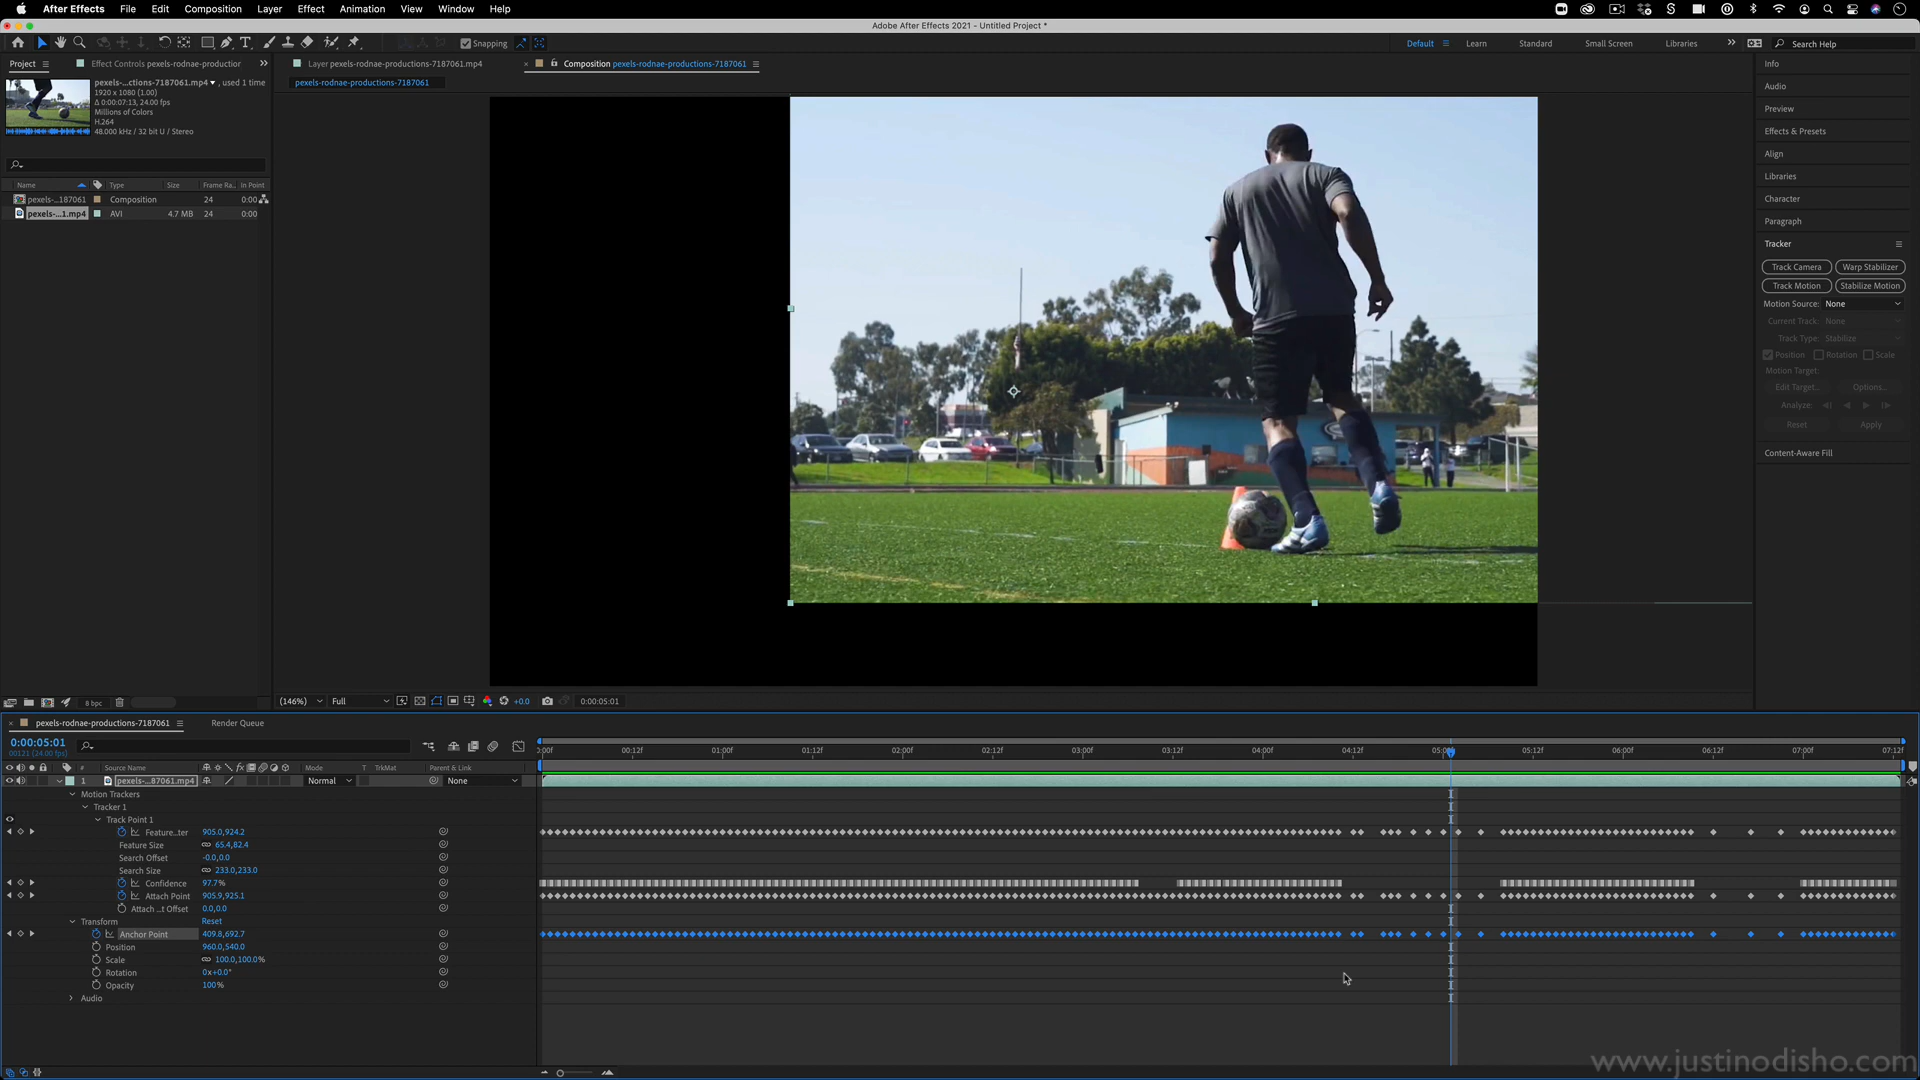 After Effects File Edit Composition Layer Effect Animation View Window Help
Adobe After Effects 2021 - Untitled Project *
Snapping
Default Learn Standard Small Screen Libraries Search Help
Project Effect Controls pexels-rodnae-productior
Layer pexels-rodnae-productions-7187061.mp4 Composition pexels-rodnae-productions-7187061
pexels-rodnae-productions-7187061
pexels-...ctions-7187061.mp4 , used 1 time
1920 x 1080 (1.00)
Δ 0:00:07:13, 24.00 fps
Millions of Colors
H.264
48.000 kHz / 32 bit U / Stereo
Name Type Size Frame Ra.. In Point
pexels-...187061 Composition 24 0:00
pexels-...1.mp4 AVI 4.7 MB 24 0:00
Info
Audio
Preview
Effects & Presets
Align
Libraries
Character
Paragraph
Tracker
Track Camera Warp Stabilizer
Track Motion Stabilize Motion
Motion Source: None
Current Track: None
Track Type: Stabilize
Position Rotation Scale
Motion Target:
Edit Target... Options...
Analyze:
Reset Apply
Content-Aware Fill
8 bpc
(146%) Full +0.0 0:00:05:01
pexels-rodnae-productions-7187061 Render Queue
0:00:05:01
00121 (24.00 fps)
:00f 00:12f 01:00f 01:12f 02:00f 02:12f 03:00f 03:12f 04:00f 04:12f 05:0 05:12f 06:00f 06:12f 07:00f 07:12f
# Source Name Mode T TrkMat Parent & Link
1 pexels-...87061.mp4 Normal None
Motion Trackers
Tracker 1
Track Point 1
Feature...ter 905.0,924.2
Feature Size 65.4,82.4
Search Offset -0.0,0.0
Search Size 233.0,233.0
Confidence 97.7%
Attach Point 905.9,925.1
Attach ...t Offset 0.0,0.0
Transform Reset
Anchor Point 409.8,692.7
Position 960.0,540.0
Scale 100.0,100.0%
Rotation 0x+0.0°
Opacity 100%
Audio
www.justinodisho.com